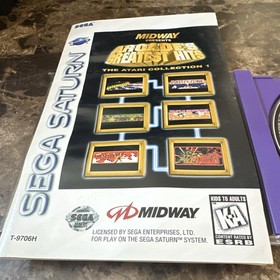 SEGA
SEGA SATURN
MIDWAY
PRESENTS
ARCADE'S
GREATEST HITS
THE ATARI COLLECTION 1
SEGA
MIDWAY
LICENSED BY SEGA ENTERPRISES, LTD.
FOR PLAY ON THE SEGA SATURN™ SYSTEM.
T-9706H
KIDS TO ADULTS
K-A
CONTENT RATED BY
ESRB